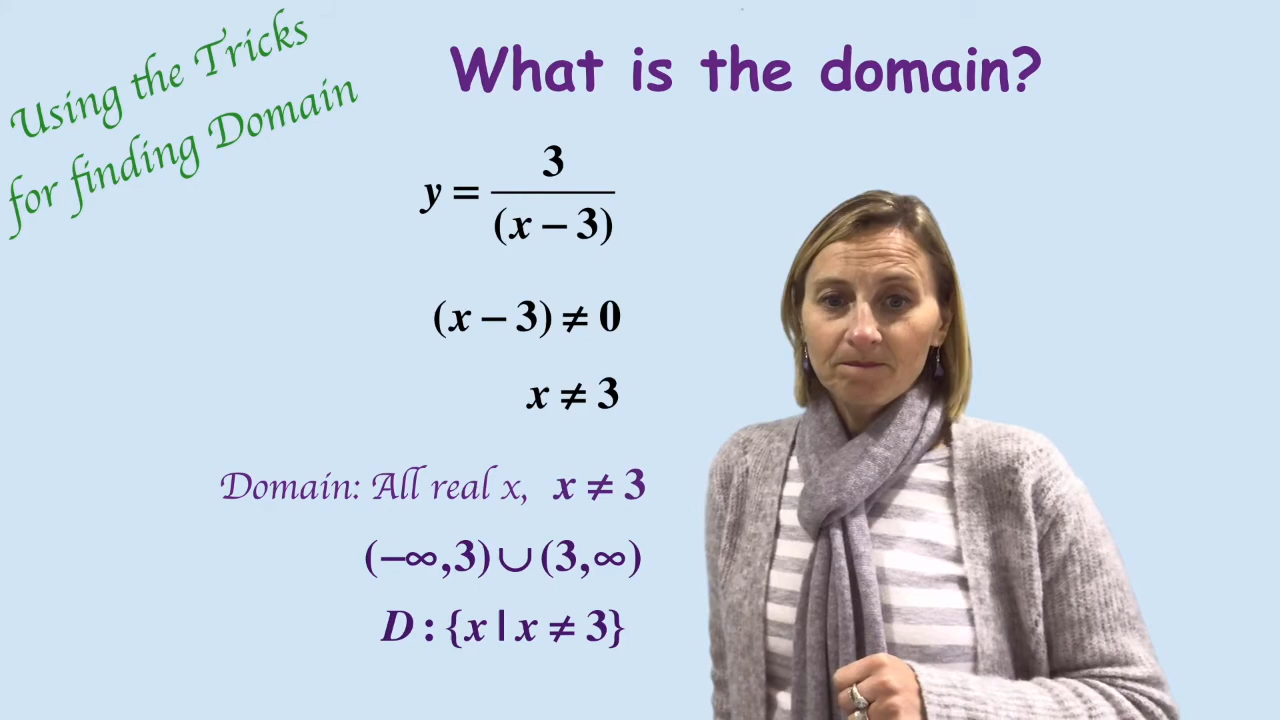 Using the Tricks
for finding Domain
What is the domain?
y = 3/(x − 3)
(x − 3) ≠ 0
x ≠ 3
Domain: All real x, x ≠ 3
(−∞,3)∪(3,∞)
D : {x | x ≠ 3}